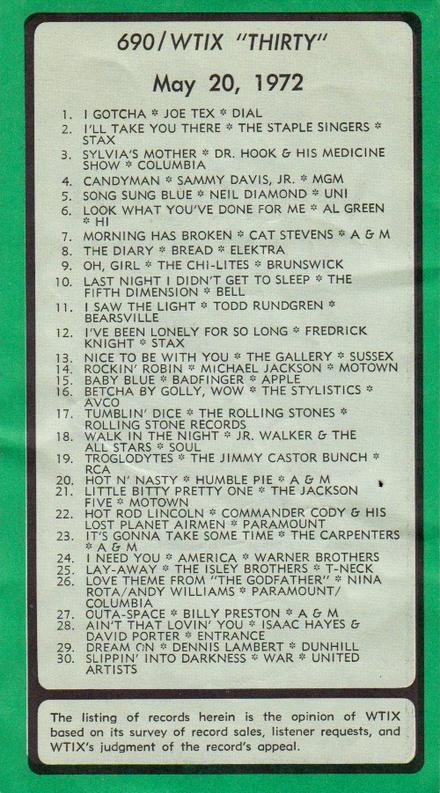 690/WTIX "THIRTY"
May 20, 1972
1. I GOTCHA * JOE TEX * DIAL
2. I'LL TAKE YOU THERE * THE STAPLE SINGERS *
STAX
3. SYLVIA'S MOTHER * DR. HOOK & HIS MEDICINE
SHOW * COLUMBIA
4. CANDYMAN * SAMMY DAVIS, JR. * MGM
5. SONG SUNG BLUE * NEIL DIAMOND * UNI
6. LOOK WHAT YOU'VE DONE FOR ME * AL GREEN
* HI
7. MORNING HAS BROKEN * CAT STEVENS * A & M
8. THE DIARY * BREAD * ELEKTRA
9. OH, GIRL * THE CHI-LITES * BRUNSWICK
10. LAST NIGHT I DIDN'T GET TO SLEEP * THE
FIFTH DIMENSION * BELL
11. I SAW THE LIGHT * TODD RUNDGREN *
BEARSVILLE
12. I'VE BEEN LONELY FOR SO LONG * FREDRICK
KNIGHT * STAX
13. NICE TO BE WITH YOU * THE GALLERY * SUSSEX
14. ROCKIN' ROBIN * MICHAEL JACKSON * MOTOWN
15. BABY BLUE * BADFINGER * APPLE
16. BETCHA BY GOLLY, WOW * THE STYLISTICS *
AVCO
17. TUMBLIN' DICE * THE ROLLING STONES *
ROLLING STONE RECORDS
18. WALK IN THE NIGHT * JR. WALKER & THE
ALL STARS * SOUL
19. TROGLODYTES * THE JIMMY CASTOR BUNCH *
RCA
20. HOT N' NASTY * HUMBLE PIE * A & M
21. LITTLE BITTY PRETTY ONE * THE JACKSON
FIVE * MOTOWN
22. HOT ROD LINCOLN * COMMANDER CODY & HIS
LOST PLANET AIRMEN * PARAMOUNT
23. IT'S GONNA TAKE SOME TIME * THE CARPENTERS
* A & M
24. I NEED YOU * AMERICA * WARNER BROTHERS
25. LAY-AWAY * THE ISLEY BROTHERS * T-NECK
26. LOVE THEME FROM "THE GODFATHER" * NINA
ROTA/ANDY WILLIAMS * PARAMOUNT/
COLUMBIA
27. OUTA-SPACE * BILLY PRESTON * A & M
28. AIN'T THAT LOVIN' YOU * ISAAC HAYES &
DAVID PORTER * ENTRANCE
29. DREAM ON * DENNIS LAMBERT * DUNHILL
30. SLIPPIN' INTO DARKNESS * WAR * UNITED
ARTISTS
The listing of records herein is the opinion of WTIX
based on its survey of record sales, listener requests, and
WTIX's judgment of the record's appeal.